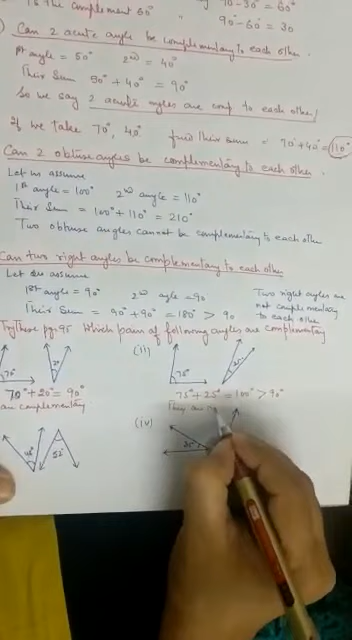 is the complement 60°
70-30 = 60°
90°-60° = 30
Can 2 acute angle be complementary to each other.
1st angle = 50° 2nd = 40°
Their Sum 50° + 40° = 90°
So we say 2 acute angles are comp to each other/
if we take 70°, 40° find their sum = 90+40 = 110°
Can 2 obtuse angles be complementary to each other.
Let us assume
1st angle = 100° 2nd angle = 110°
Their Sum = 100° + 110° = 210°
Two obtuse angles cannot be complementary to each other
Can two right angles be complementary to each other
Let us assume
1st angle = 90° 2nd agle = 90
Their Sum = 90° + 90° = 180° > 90
Two right angles are
not complementary
to each other
Try these pg. 95 Which pair of following angles are complementary
70°
20°
(ii)
75°
25°
70° + 20° = 90°
are complementary
75° + 25° = 100° > 90°
They are
48°
52°
(iv)
35°